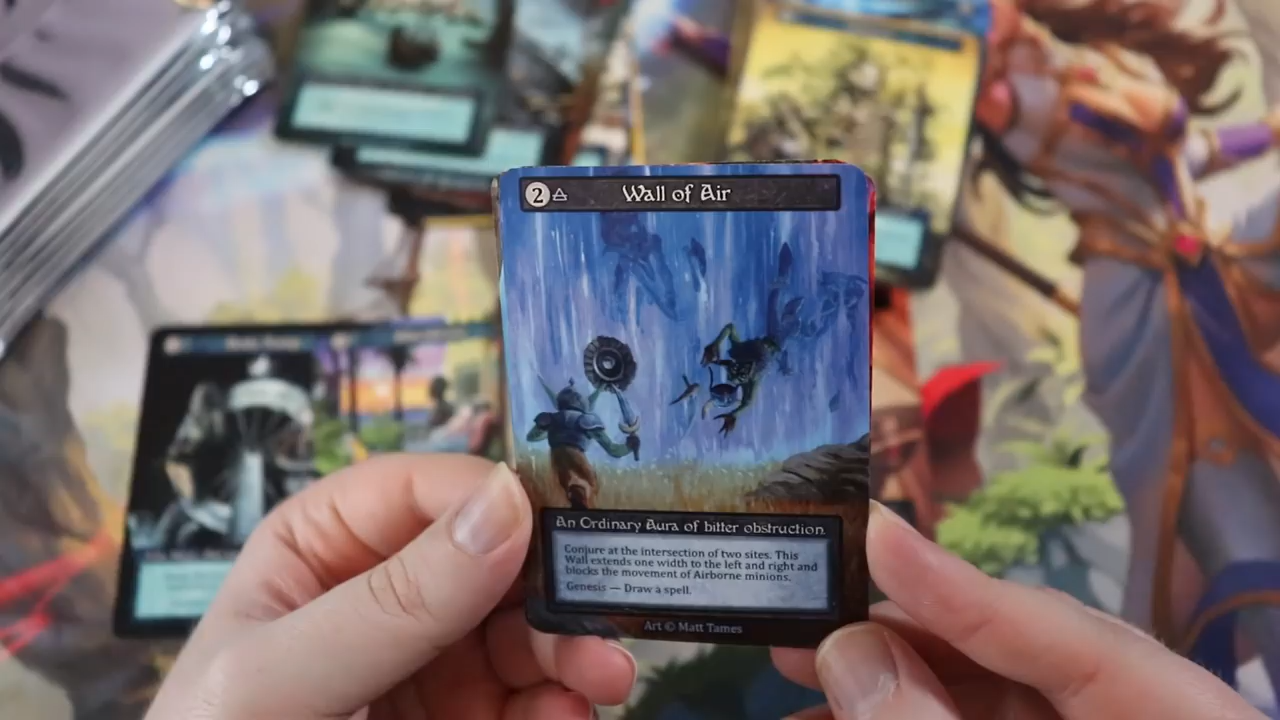 2 Wall of Air
An Ordinary Aura of bitter obstruction.
Conjure at the intersection of two sites. This
Wall extends one width to the left and right and
blocks the movement of Airborne minions.
Genesis — Draw a spell.
Art © Matt Tames